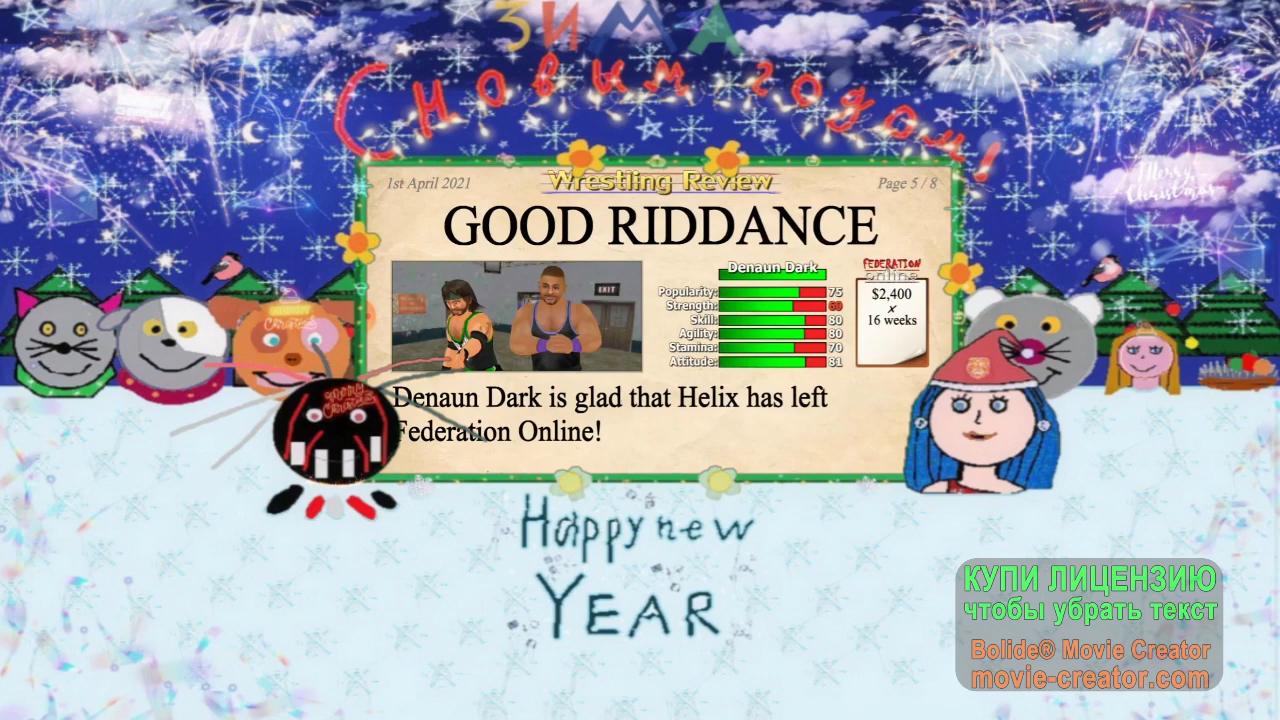 ЗИМА
С новым годом!
Merry
Christmas
1st April 2021
Wrestling Review
Page 5 / 8
GOOD RIDDANCE
EXIT
Denaun Dark
Popularity: 75
Strength: 60
Skill: 80
Agility: 80
Stamina: 70
Attitude: 81
FEDERATION
online
$2,400
x
16 weeks
Denaun Dark is glad that Helix has left
Federation Online!
Merry
Christmas
Happy new
YEAR
КУПИ ЛИЦЕНЗИЮ
чтобы убрать текст
Bolide® Movie Creator
movie-creator.com